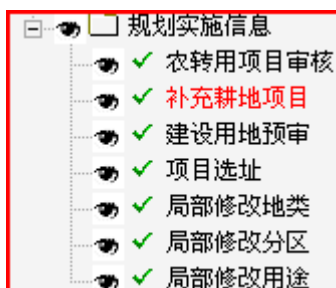 规划实施信息
农转用项目审核
补充耕地项目
建设用地预审
项目选址
局部修改地类
局部修改分区
局部修改用途